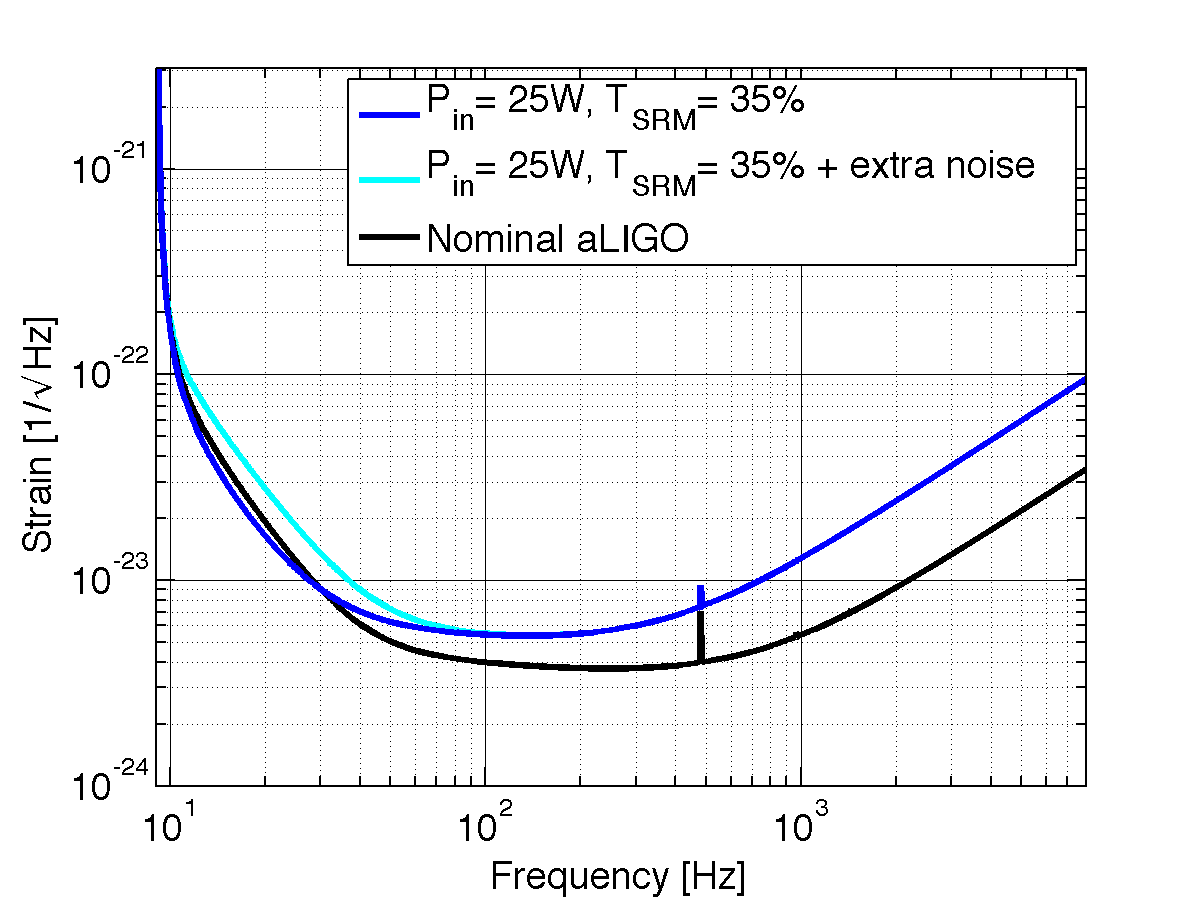 P_in= 25W, T_SRM= 35%
P_in= 25W, T_SRM= 35% + extra noise
Nominal aLIGO
10^-21
10^-22
10^-23
10^-24
Strain [1/√Hz]
10^1 10^2 10^3
Frequency [Hz]